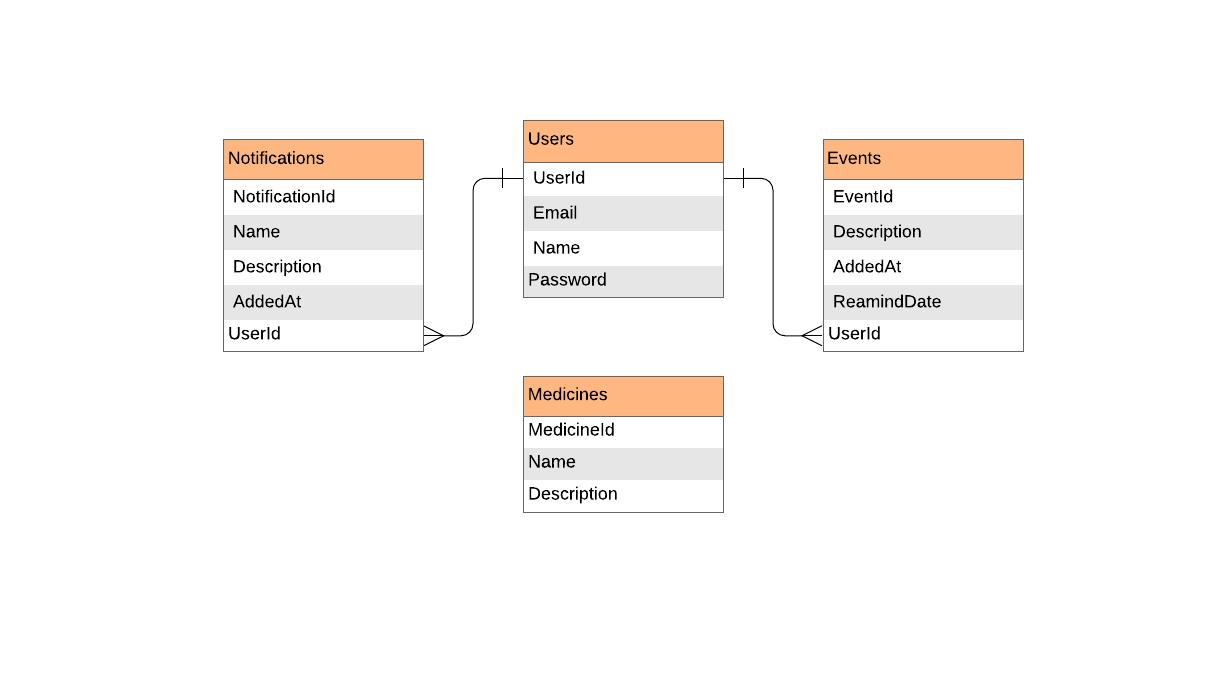 Notifications
NotificationId
Name
Description
AddedAt
UserId
Users
UserId
Email
Name
Password
Events
EventId
Description
AddedAt
ReamindDate
UserId
Medicines
MedicineId
Name
Description